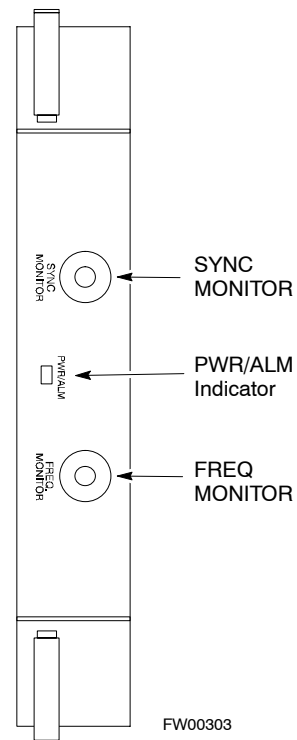 SYNC
MONITOR
SYNC
MONITOR
PWR/ALM
PWR/ALM
Indicator
FREQ.
MONITOR
FREQ
MONITOR
FW00303